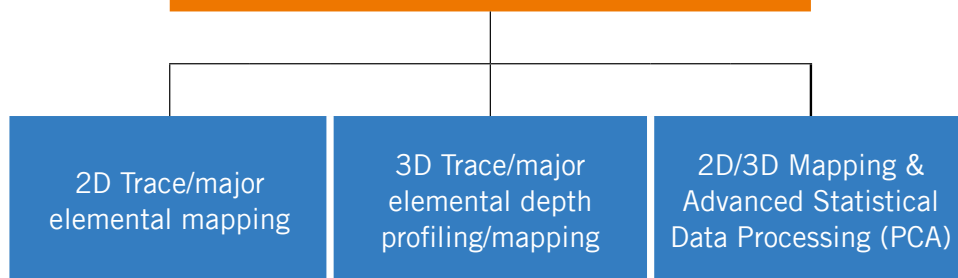 2D Trace/major
elemental mapping
3D Trace/major
elemental depth
profiling/mapping
2D/3D Mapping &
Advanced Statistical
Data Processing (PCA)